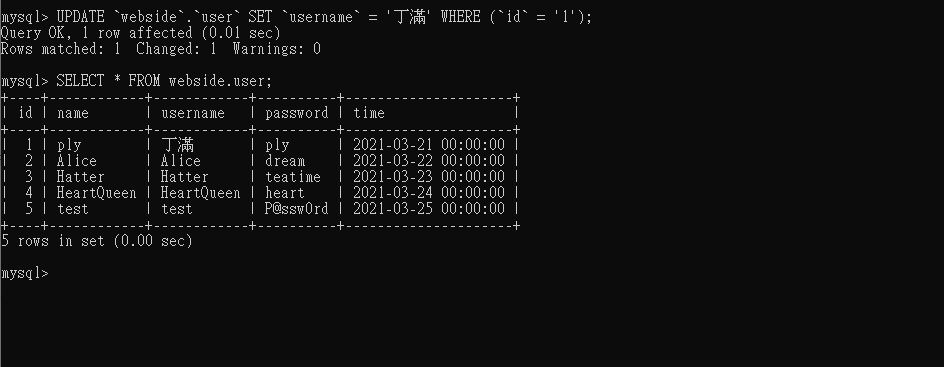 mysql> UPDATE `webside`.`user` SET `username` = '丁滿' WHERE (`id` = '1');
Query OK, 1 row affected (0.01 sec)
Rows matched: 1  Changed: 1  Warnings: 0
mysql> SELECT * FROM webside.user;
+----+------------+------------+----------+---------------------+
| id | name       | username   | password | time                |
+----+------------+------------+----------+---------------------+
|  1 | ply        | 丁滿       | ply      | 2021-03-21 00:00:00 |
|  2 | Alice      | Alice      | dream    | 2021-03-22 00:00:00 |
|  3 | Hatter     | Hatter     | teatime  | 2021-03-23 00:00:00 |
|  4 | HeartQueen | HeartQueen | heart    | 2021-03-24 00:00:00 |
|  5 | test       | test       | P@ssw0rd | 2021-03-25 00:00:00 |
+----+------------+------------+----------+---------------------+
5 rows in set (0.00 sec)
mysql>